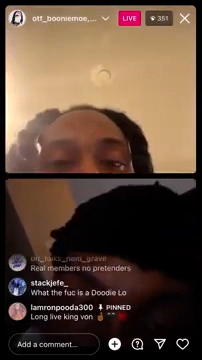 ott_booniemoe,... LIVE 351
Real members no pretenders
stackjefe_
What the fuc is a Doodie Lo
lamronpooda300 PINNED
Long live king von
Add a comment...